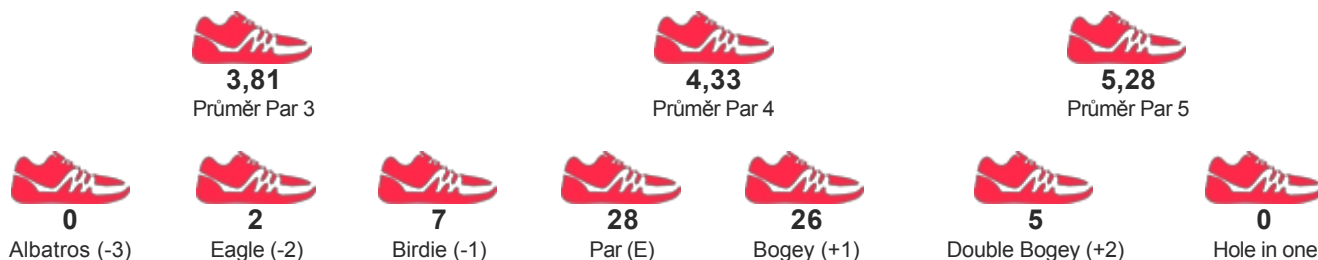 3,81 4,33 5,28
Průměr Par 3 Průměr Par 4 Průměr Par 5
0 2 7 28 26 5 0
Albatros (-3) Eagle (-2) Birdie (-1) Par (E) Bogey (+1) Double Bogey (+2) Hole in one